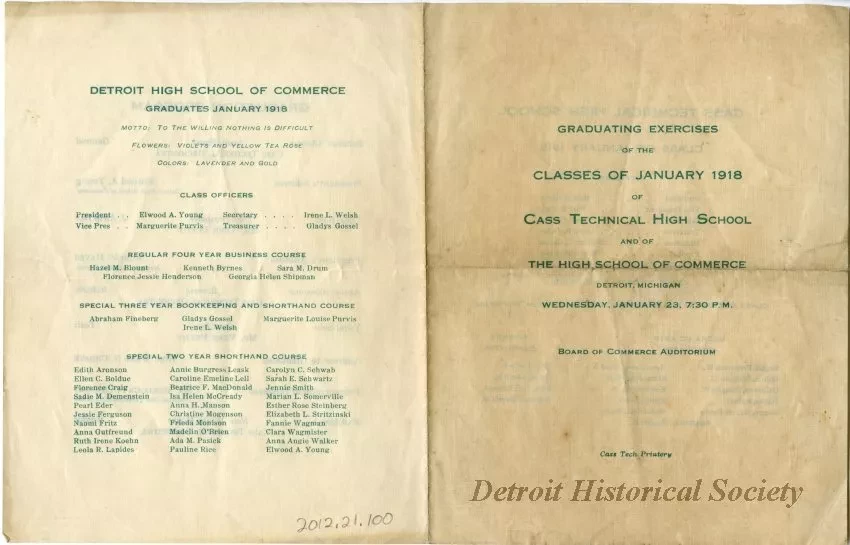 DETROIT HIGH SCHOOL OF COMMERCE
GRADUATES JANUARY 1918
MOTTO: TO THE WILLING NOTHING IS DIFFICULT
FLOWERS: VIOLETS AND YELLOW TEA ROSE
COLORS: LAVENDER AND GOLD
CLASS OFFICERS
President . . Elwood A. Young Secretary . . . . Irene L. Welsh
Vice Pres . . Marguerite Purvis Treasurer . . . . Gladys Gossel
REGULAR FOUR YEAR BUSINESS COURSE
Hazel M. Blount Kenneth Byrnes Sara M. Drum
Florence Jessie Henderson Georgia Helen Shipman
SPECIAL THREE YEAR BOOKKEEPING AND SHORTHAND COURSE
Abraham Fineberg Gladys Gossel Marguerite Louise Purvis
Irene L. Welsh
SPECIAL TWO YEAR SHORTHAND COURSE
Edith Aronson Annie Burgress Leask Carolyn C. Schwab
Ellen C. Bolduc Caroline Emeline Lell Sarah E. Schwartz
Florence Craig Beatrice F. MacDonald Jennie Smith
Sadie M. Demenstein Isa Helen McCready Marian L. Somerville
Pearl Eder Anna H. Manson Esther Rose Steinberg
Jessie Ferguson Christine Mogenson Elizabeth L. Stritzinski
Naomi Fritz Frieda Monison Fannie Wagman
Anna Gutfreund Madelin O'Brien Clara Wagmister
Ruth Irene Koehn Ada M. Pasick Anna Angie Walker
Leola R. Lapides Pauline Rice Elwood A. Young
2012.21.100
GRADUATING EXERCISES
OF THE
CLASSES OF JANUARY 1918
OF
CASS TECHNICAL HIGH SCHOOL
AND OF
THE HIGH SCHOOL OF COMMERCE
DETROIT, MICHIGAN
WEDNESDAY, JANUARY 23, 7:30 P.M.
BOARD OF COMMERCE AUDITORIUM
Cass Tech Printery
Detroit Historical Society